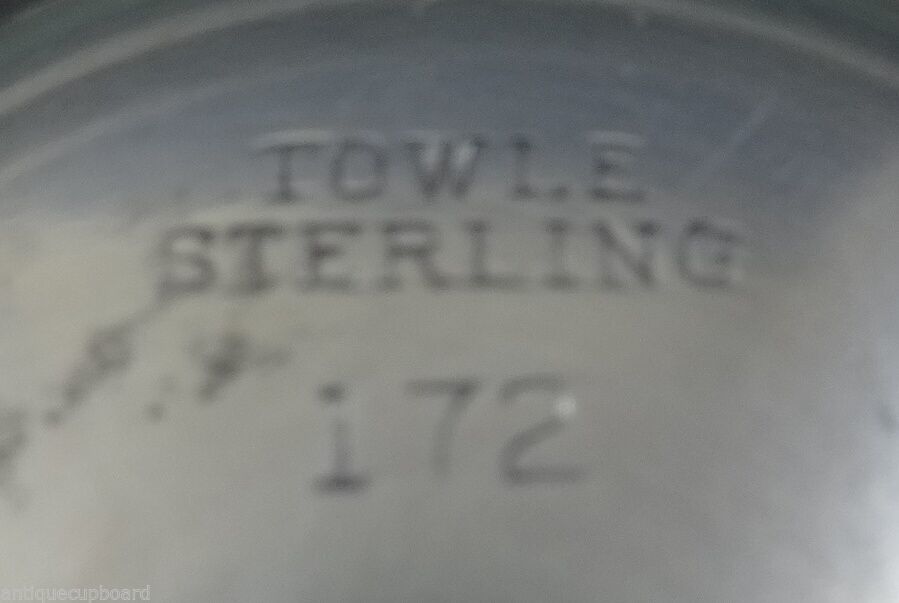 TOWLE
STERLING
172
antiquecupboard